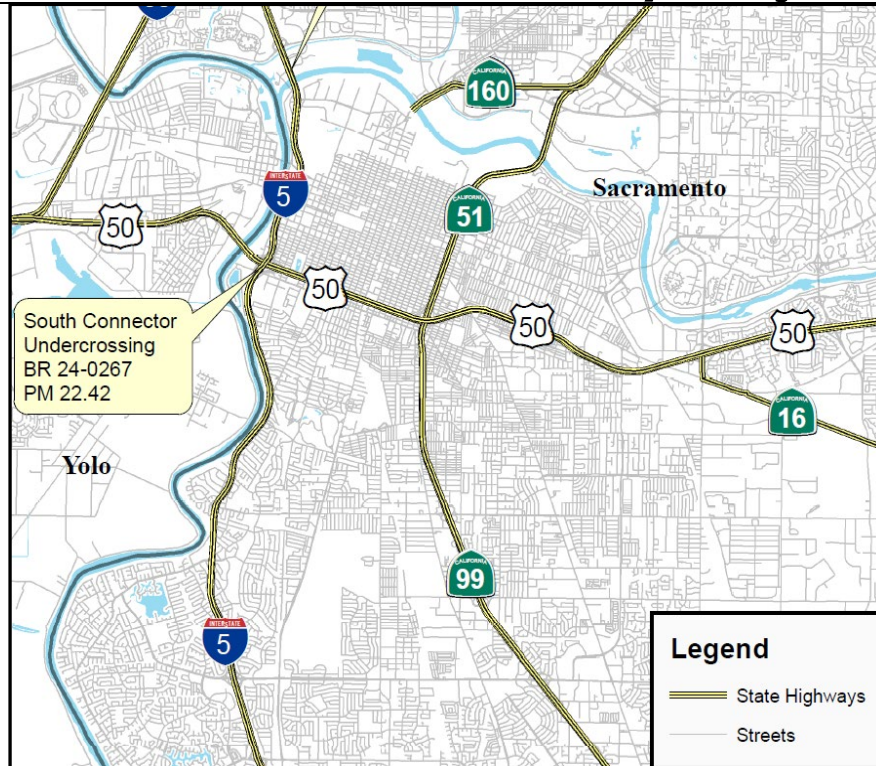 CALIFORNIA
160
INTERSTATE
5
CALIFORNIA
51
Sacramento
50
50
50
50
South Connector
Undercrossing
BR 24-0267
PM 22.42
CALIFORNIA
16
Yolo
CALIFORNIA
99
INTERSTATE
5
Legend
State Highways
Streets